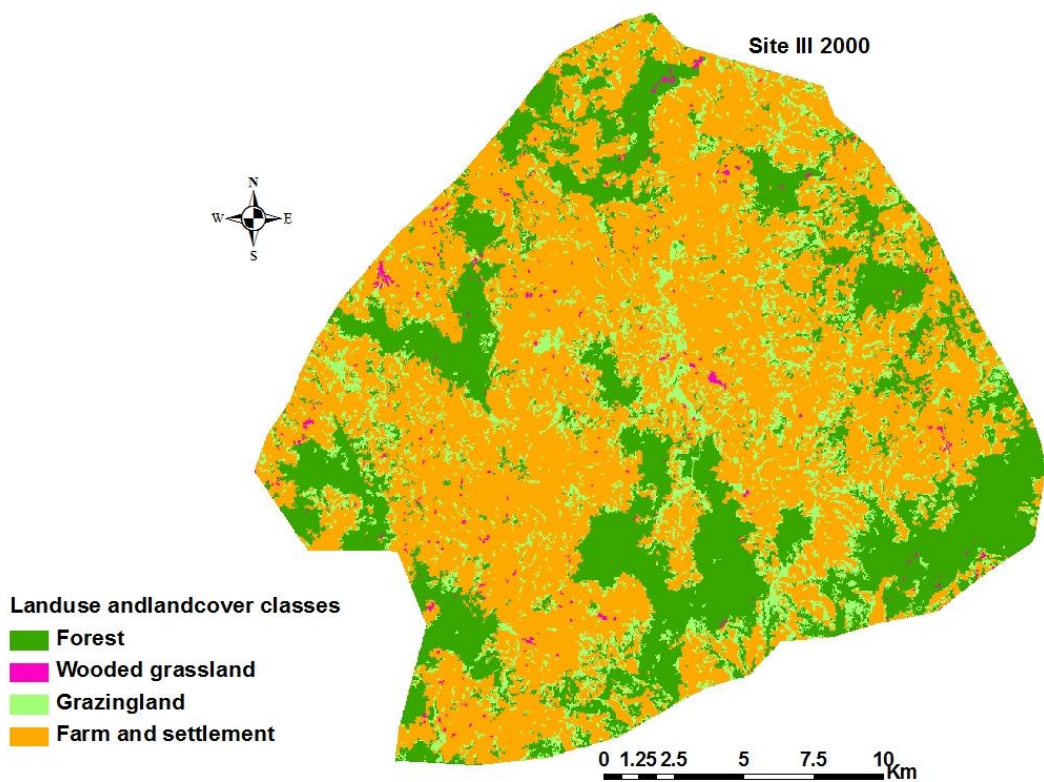 Site III 2000
N
W E
S
Landuse andlandcover classes
Forest
Wooded grassland
Grazingland
Farm and settlement
0 1.25 2.5 5 7.5 10
Km